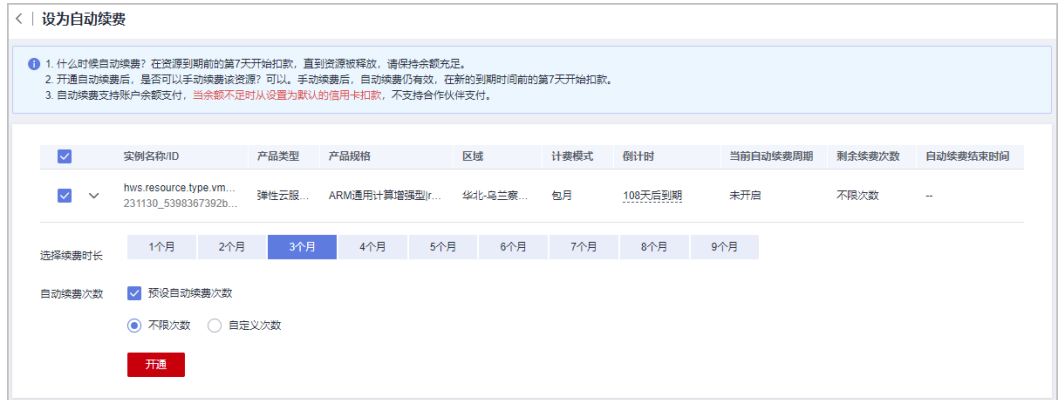 设为自动续费
1. 什么时候自动续费？在资源到期前的第7天开始扣款，直到资源被释放，请保持余额充足。
2. 开通自动续费后，是否可以手动续费该资源？可以。手动续费后，自动续费仍有效，在新的到期时间前的第7天开始扣款。
3. 自动续费支持账户余额支付，当余额不足时从设置为默认的信用卡扣款，不支持合作伙伴支付。
实例名称/ID 产品类型 产品规格 区域 计费模式 倒计时 当前自动续费周期 剩余续费次数 自动续费结束时间
hws.resource.type.vm... 弹性云服... ARM通用计算增强型|r... 华北-乌兰察... 包月 108天后到期 未开启 不限次数 --
231130_5398367392b...
选择续费时长 1个月 2个月 3个月 4个月 5个月 6个月 7个月 8个月 9个月
自动续费次数 预设自动续费次数
不限次数 自定义次数
开通